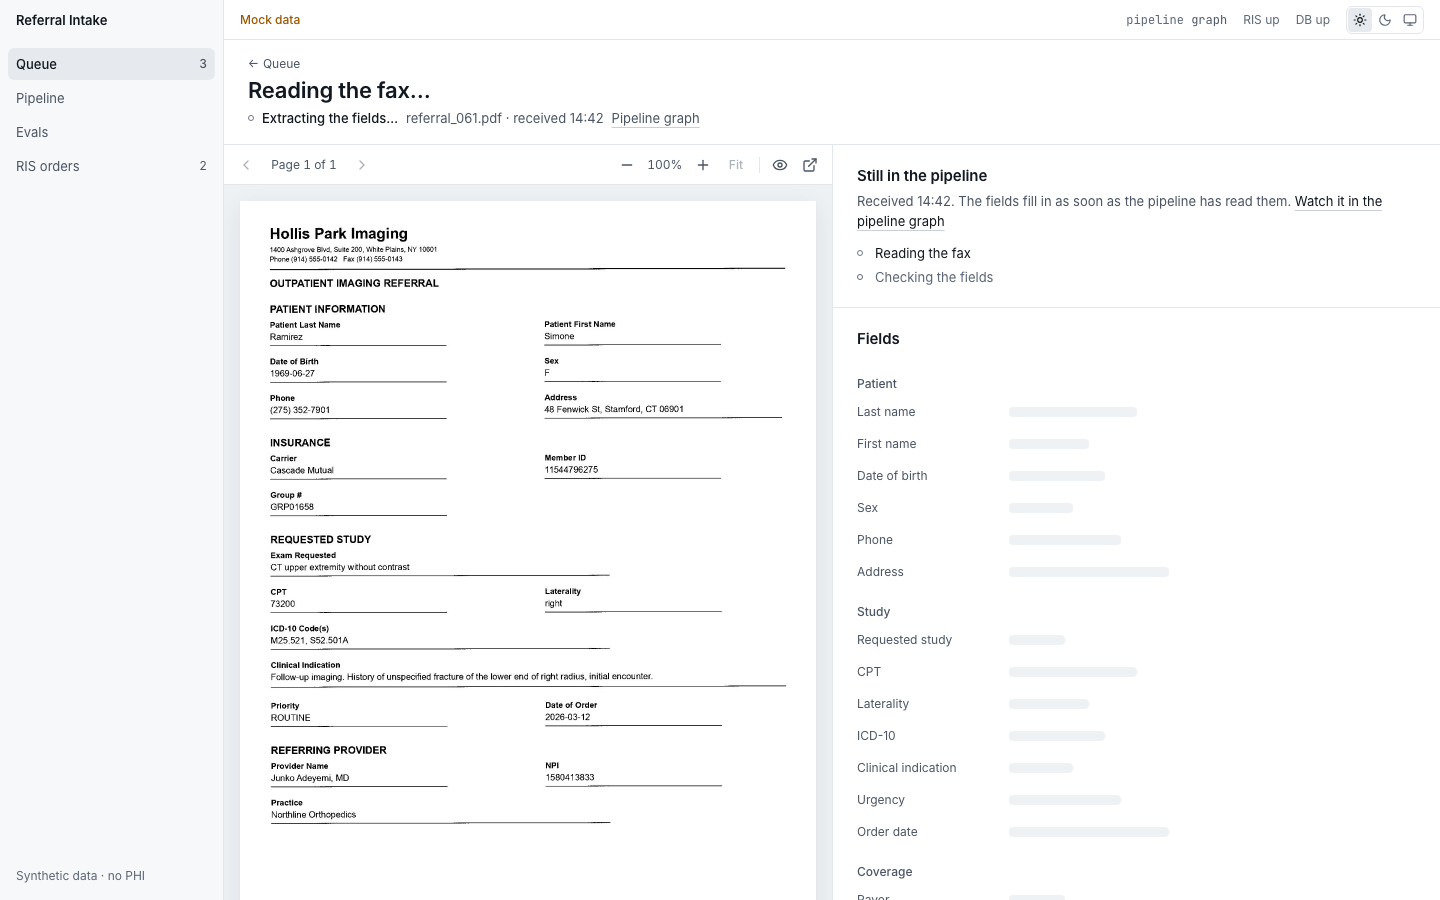 Referral Intake
Queue 3
Pipeline
Evals
RIS orders 2
Synthetic data · no PHI
Mock data
pipeline graph RIS up DB up
← Queue
Reading the fax...
Extracting the fields... referral_061.pdf · received 14:42 Pipeline graph
Page 1 of 1
100%
Fit
Hollis Park Imaging
1400 Ashgrove Blvd, Suite 200, White Plains, NY 10601
Phone (914) 555-0142 Fax (914) 555-0143
OUTPATIENT IMAGING REFERRAL
PATIENT INFORMATION
Patient Last Name Patient First Name
Ramirez Simone
Date of Birth Sex
1969-06-27 F
Phone Address
(275) 352-7901 48 Fenwick St, Stamford, CT 06901
INSURANCE
Carrier Member ID
Cascade Mutual 11544796275
Group #
GRP01658
REQUESTED STUDY
Exam Requested
CT upper extremity without contrast
CPT Laterality
73200 right
ICD-10 Code(s)
M25.521, S52.501A
Clinical Indication
Follow-up imaging. History of unspecified fracture of the lower end of right radius, initial encounter.
Priority Date of Order
ROUTINE 2026-03-12
REFERRING PROVIDER
Provider Name NPI
Junko Adeyemi, MD 1580413833
Practice
Northline Orthopedics
Still in the pipeline
Received 14:42. The fields fill in as soon as the pipeline has read them. Watch it in the
pipeline graph
Reading the fax
Checking the fields
Fields
Patient
Last name
First name
Date of birth
Sex
Phone
Address
Study
Requested study
CPT
Laterality
ICD-10
Clinical indication
Urgency
Order date
Coverage
Payer